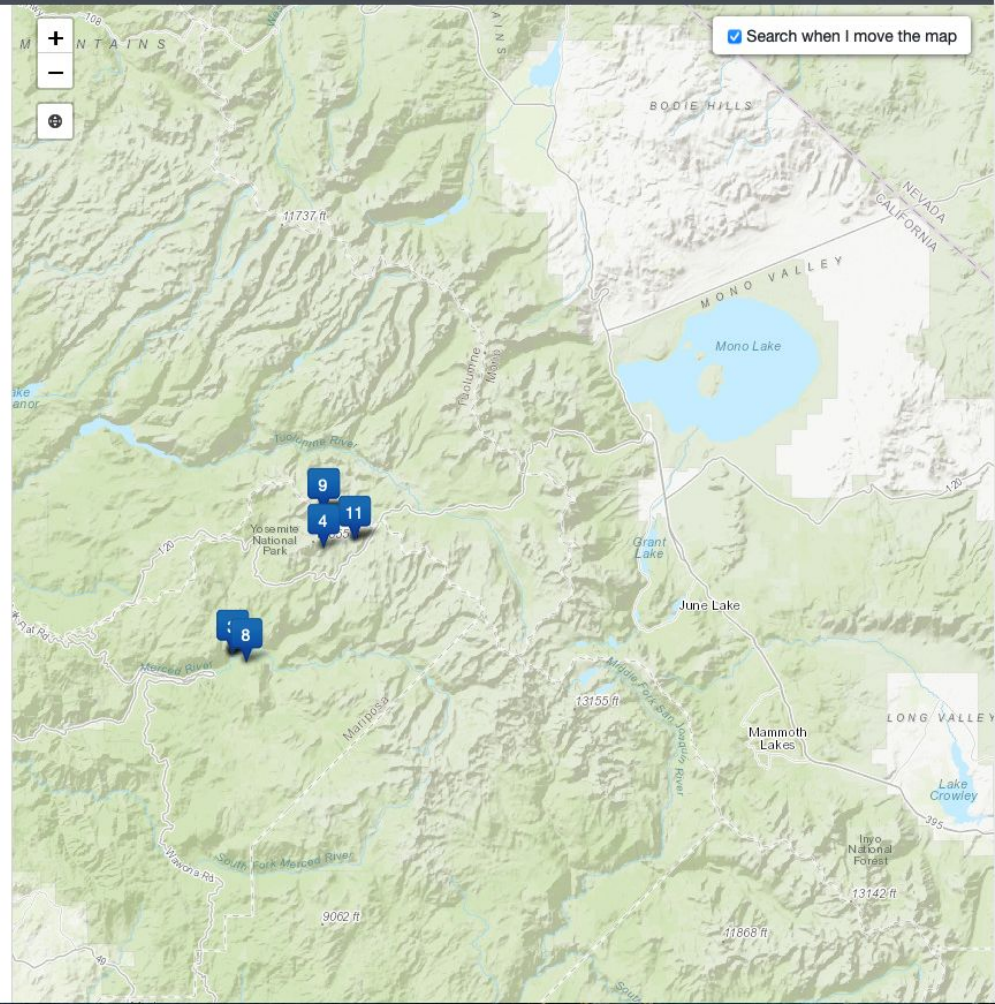 108
+
−
Search when I move the map
BODIE HILLS
NEVADA
CALIFORNIA
11737 ft
MONO VALLEY
Mono Lake
Tuolumne
Mono
Tuolumne River
9
4
11
Yosemite
National
Park
120
120
Grant
Lake
June Lake
8
Merced River
Mariposa
13155 ft
Middle Fork San Joaquin River
Mammoth
Lakes
LONG VALLEY
Lake
Crowley
395
Wawona Rd
South Fork Merced River
Inyo
National
Forest
13142 ft
9062 ft
11868 ft
49
South